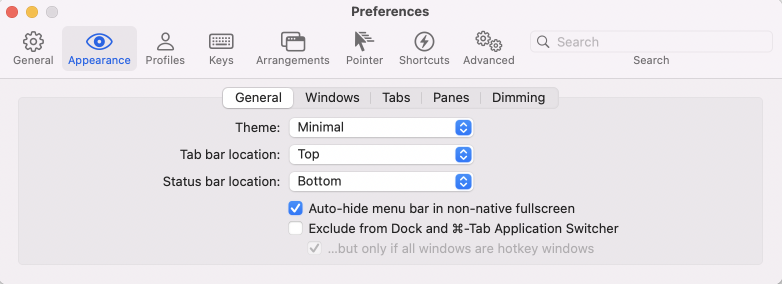 Preferences
General Appearance Profiles Keys Arrangements Pointer Shortcuts Advanced Search
Search
General Windows Tabs Panes Dimming
Theme: Minimal
Tab bar location: Top
Status bar location: Bottom
Auto-hide menu bar in non-native fullscreen
Exclude from Dock and ⌘-Tab Application Switcher
...but only if all windows are hotkey windows